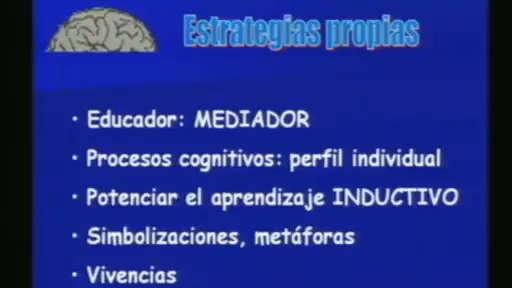 Estrategias propias
· Educador: MEDIADOR
· Procesos cognitivos: perfil individual
· Potenciar el aprendizaje INDUCTIVO
· Simbolizaciones, metáforas
· Vivencias